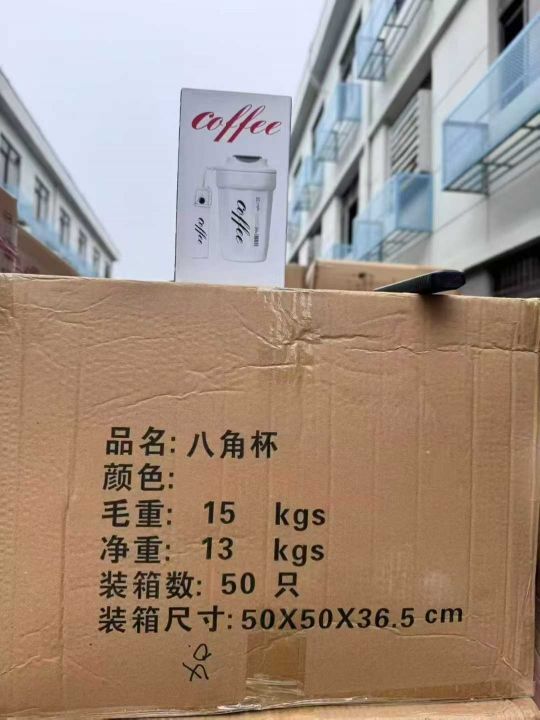 coffee
coffee
coffee
品名: 八角杯
颜色:
毛重: 15 kgs
净重: 13 kgs
装箱数: 50 只
装箱尺寸: 50X50X36.5 cm